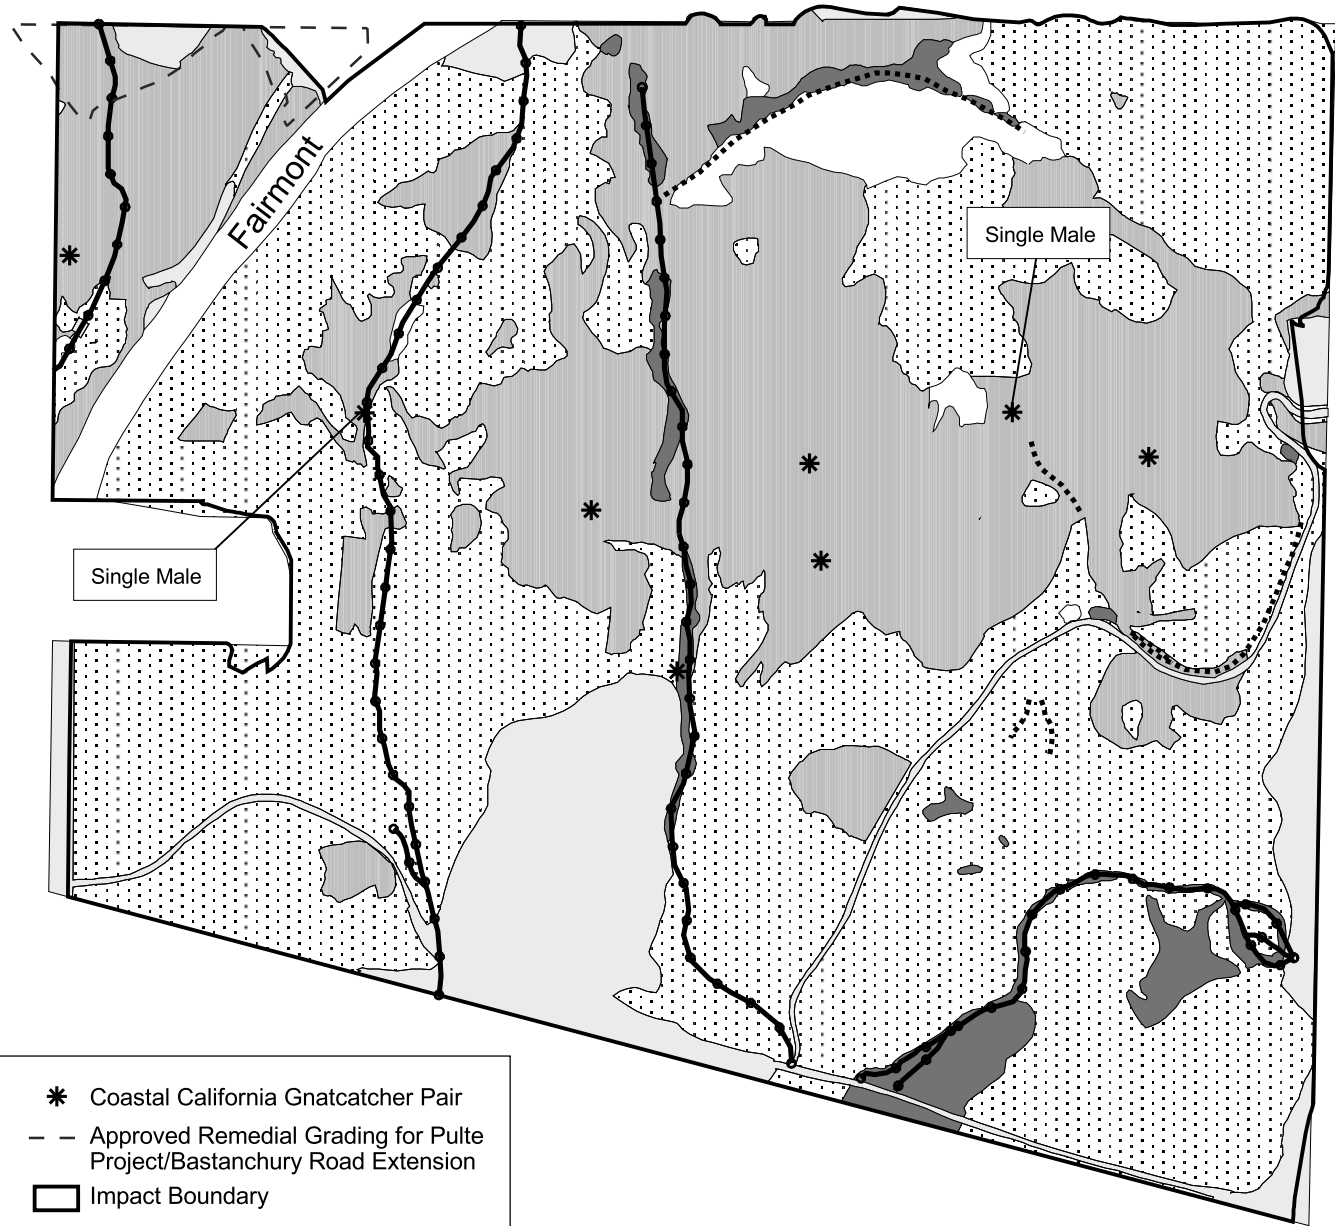 Fairmont
Single Male
Single Male
Coastal California Gnatcatcher Pair
Approved Remedial Grading for Pulte
Project/Bastanchury Road Extension
Impact Boundary